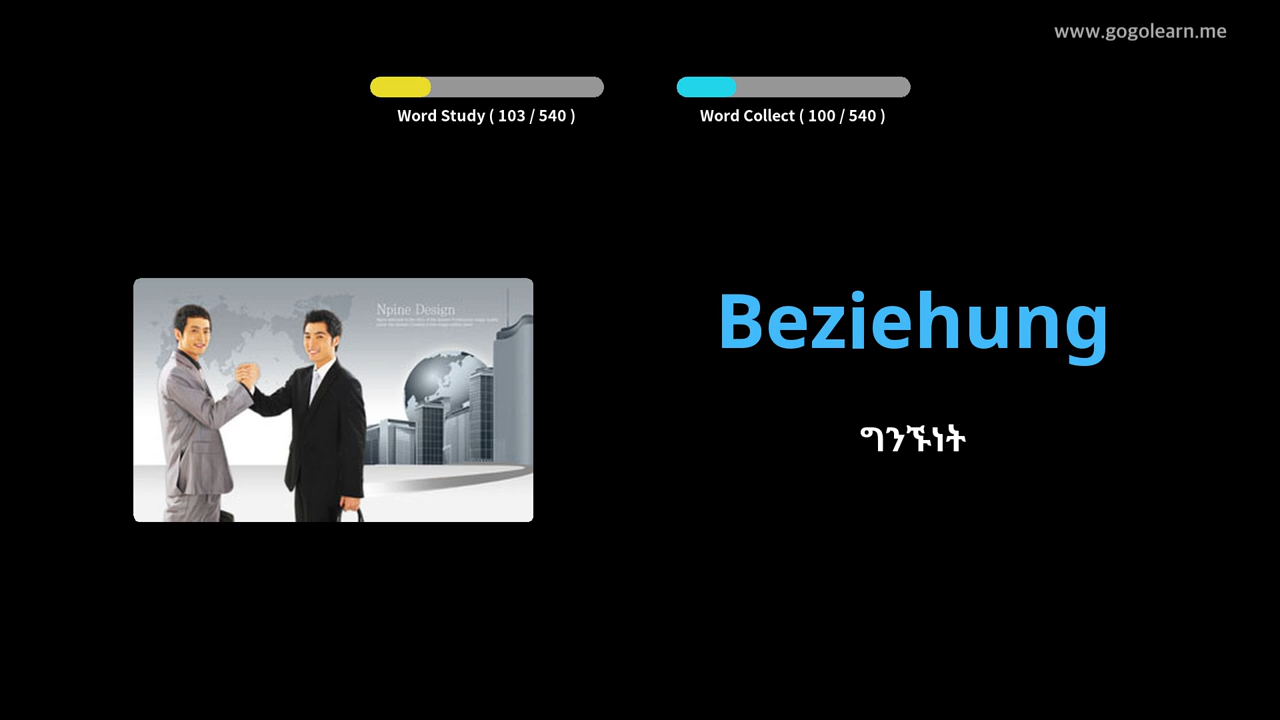 www.gogolearn.me
Word Study ( 103 / 540 )
Word Collect ( 100 / 540 )
Npine Design
Beziehung
ግንኙነት